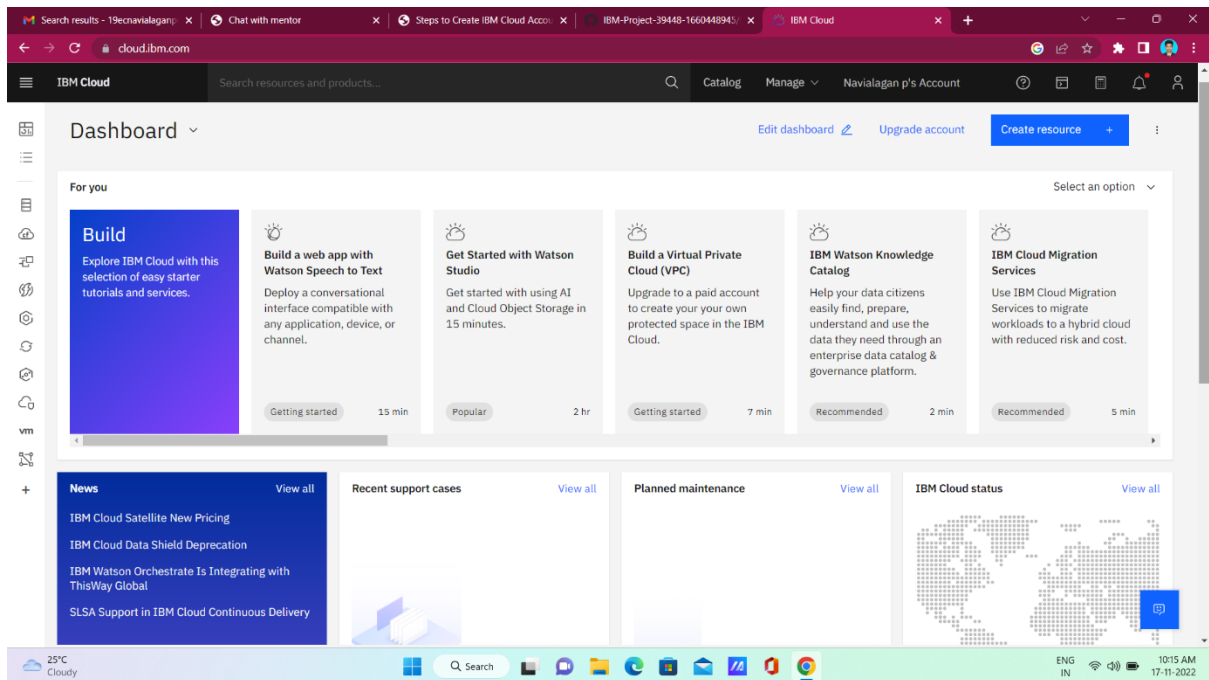 Search results - 19ecnavialaganp
Chat with mentor
Steps to Create IBM Cloud Accou
IBM-Project-39448-1660448945/
IBM Cloud
cloud.ibm.com
IBM Cloud
Search resources and products...
Catalog
Manage
Navialagan p's Account
Dashboard
Edit dashboard
Upgrade account
Create resource +
For you
Select an option
Build
Explore IBM Cloud with this
selection of easy starter
tutorials and services.
Build a web app with
Watson Speech to Text
Deploy a conversational
interface compatible with
any application, device, or
channel.
Getting started
15 min
Get Started with Watson
Studio
Get started with using AI
and Cloud Object Storage in
15 minutes.
Popular
2 hr
Build a Virtual Private
Cloud (VPC)
Upgrade to a paid account
to create your your own
protected space in the IBM
Cloud.
Getting started
7 min
IBM Watson Knowledge
Catalog
Help your data citizens
easily find, prepare,
understand and use the
data they need through an
enterprise data catalog &
governance platform.
Recommended
2 min
IBM Cloud Migration
Services
Use IBM Cloud Migration
Services to migrate
workloads to a hybrid cloud
with reduced risk and cost.
Recommended
5 min
vm
News
View all
IBM Cloud Satellite New Pricing
IBM Cloud Data Shield Deprecation
IBM Watson Orchestrate Is Integrating with
ThisWay Global
SLSA Support in IBM Cloud Continuous Delivery
Recent support cases
View all
Planned maintenance
View all
IBM Cloud status
View all
25°C
Cloudy
Search
ENG
IN
10:15 AM
17-11-2022